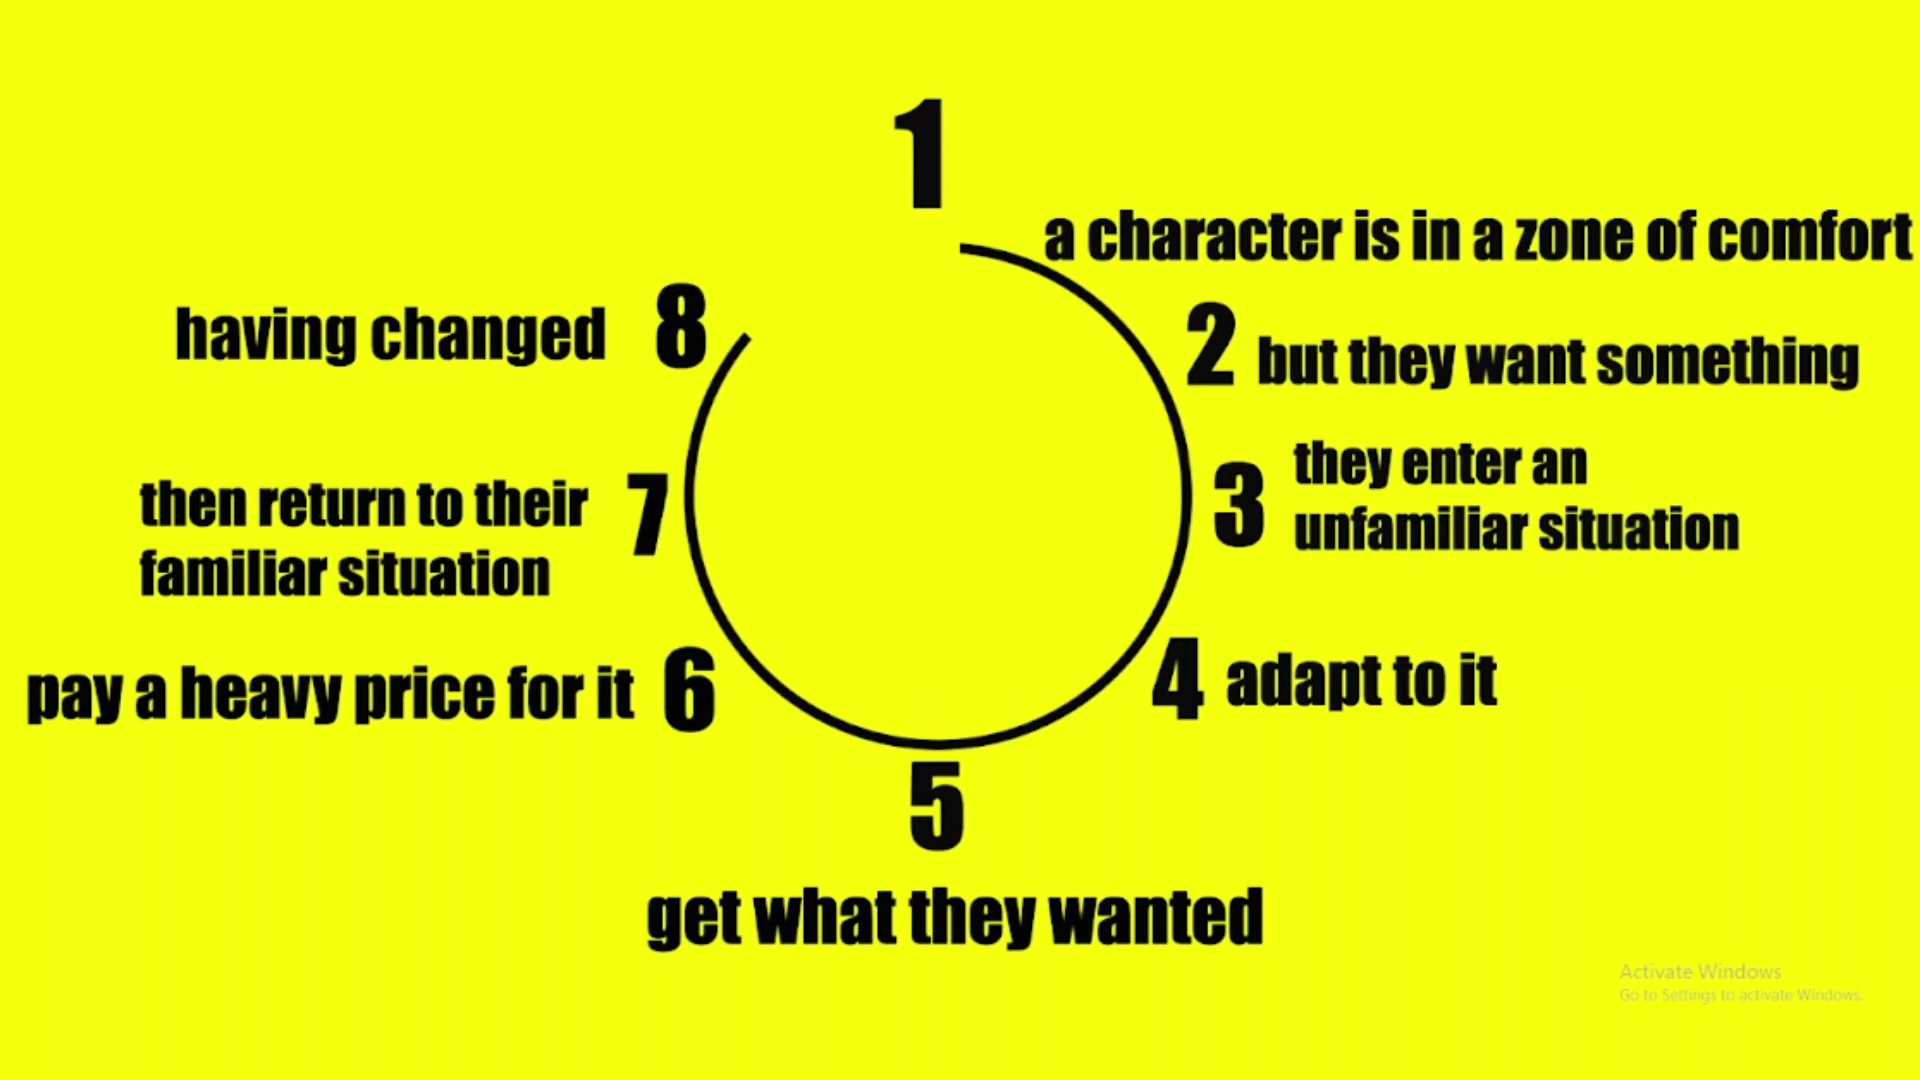 1
a character is in a zone of comfort
2 but they want something
3 they enter an
unfamiliar situation
4 adapt to it
5
get what they wanted
6 pay a heavy price for it
7 then return to their
familiar situation
8 having changed
Activate Windows
Go to Settings to activate Windows.